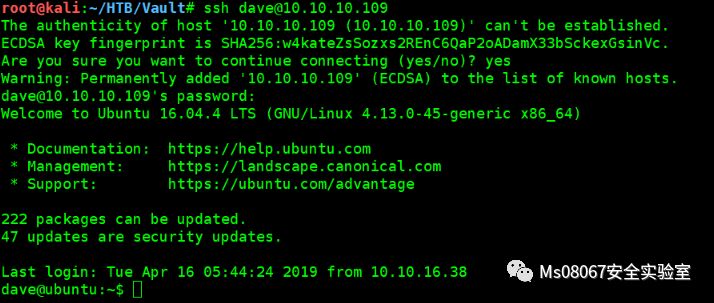 root@kali:~/HTB/Vault# ssh dave@10.10.10.109
The authenticity of host '10.10.10.109 (10.10.10.109)' can't be established.
ECDSA key fingerprint is SHA256:w4kateZsSozxs2REnC6QaP2oADamX33bSckexGsinVc.
Are you sure you want to continue connecting (yes/no)? yes
Warning: Permanently added '10.10.10.109' (ECDSA) to the list of known hosts.
dave@10.10.10.109's password:
Welcome to Ubuntu 16.04.4 LTS (GNU/Linux 4.13.0-45-generic x86_64)
* Documentation:  https://help.ubuntu.com
* Management:     https://landscape.canonical.com
* Support:        https://ubuntu.com/advantage
222 packages can be updated.
47 updates are security updates.
Last login: Tue Apr 16 05:44:24 2019 from 10.10.16.38
dave@ubuntu:~$
Ms08067安全实验室